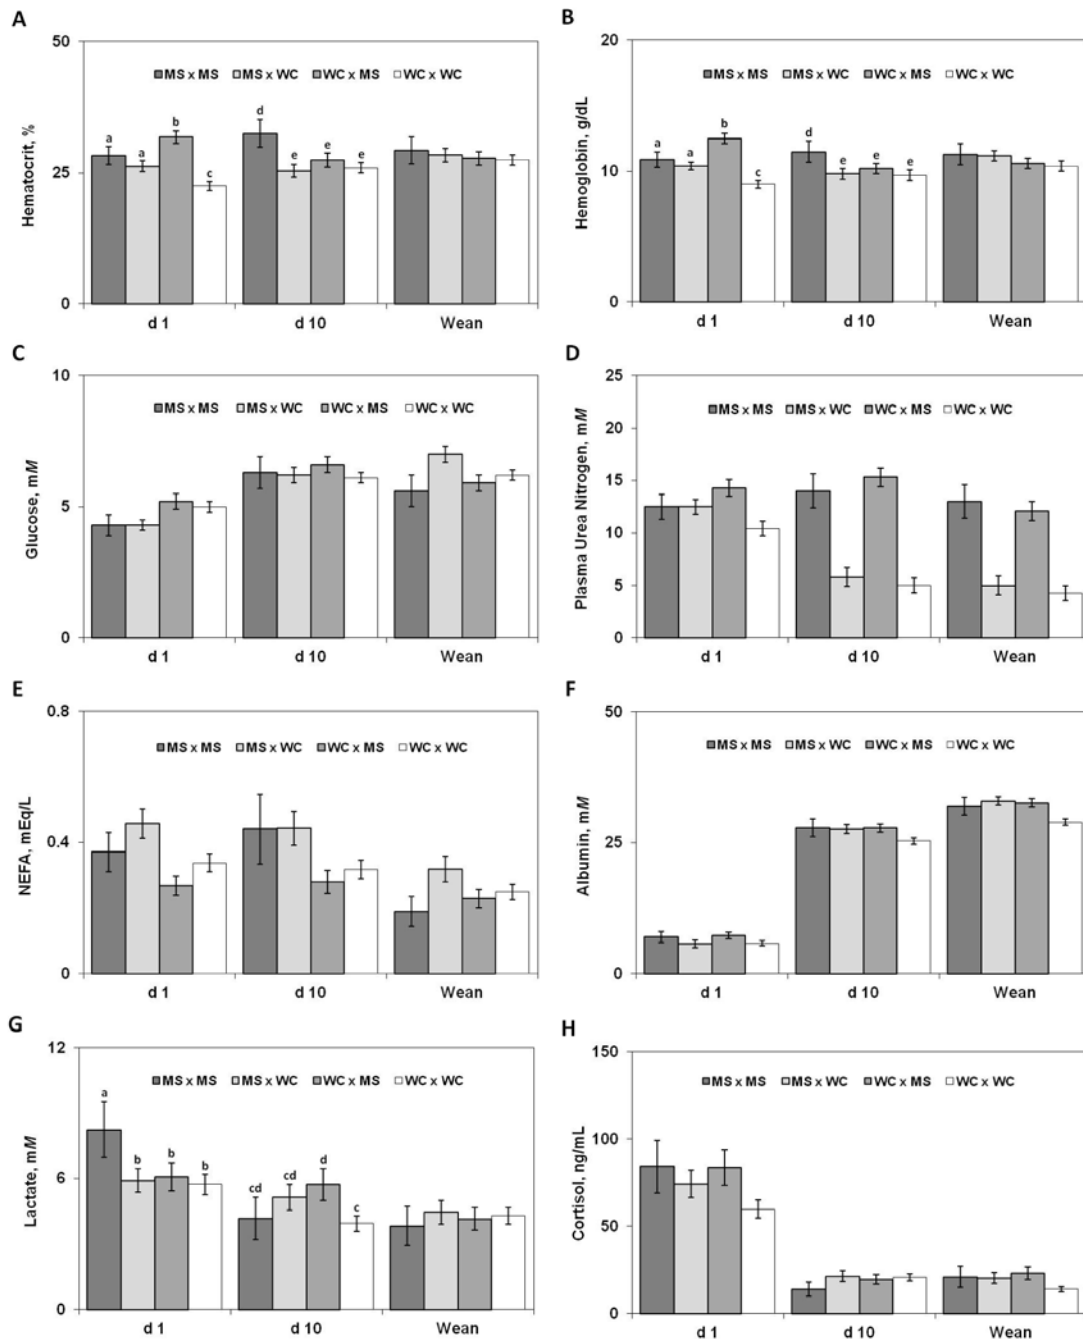 A
50
MS x MS MS x WC WC x MS WC x WC
Hematocrit, %
25
0
a a b c d e e e
d 1 d 10 Wean
B
20
MS x MS MS x WC WC x MS WC x WC
Hemoglobin, g/dL
10
0
a a b c d e e e
d 1 d 10 Wean
C
10
MS x MS MS x WC WC x MS WC x WC
Glucose, mM
5
0
d 1 d 10 Wean
D
25
MS x MS MS x WC WC x MS WC x WC
20
Plasma Urea Nitrogen, mM
15
10
5
0
d 1 d 10 Wean
E
0.8
MS x MS MS x WC WC x MS WC x WC
NEFA, mEq/L
0.4
0
d 1 d 10 Wean
F
50
MS x MS MS x WC WC x MS WC x WC
Albumin, mM
25
0
d 1 d 10 Wean
G
12
MS x MS MS x WC WC x MS WC x WC
Lactate, mM
6
0
a b b b cd cd d c
d 1 d 10 Wean
H
150
MS x MS MS x WC WC x MS WC x WC
Cortisol, ng/mL
100
50
0
d 1 d 10 Wean